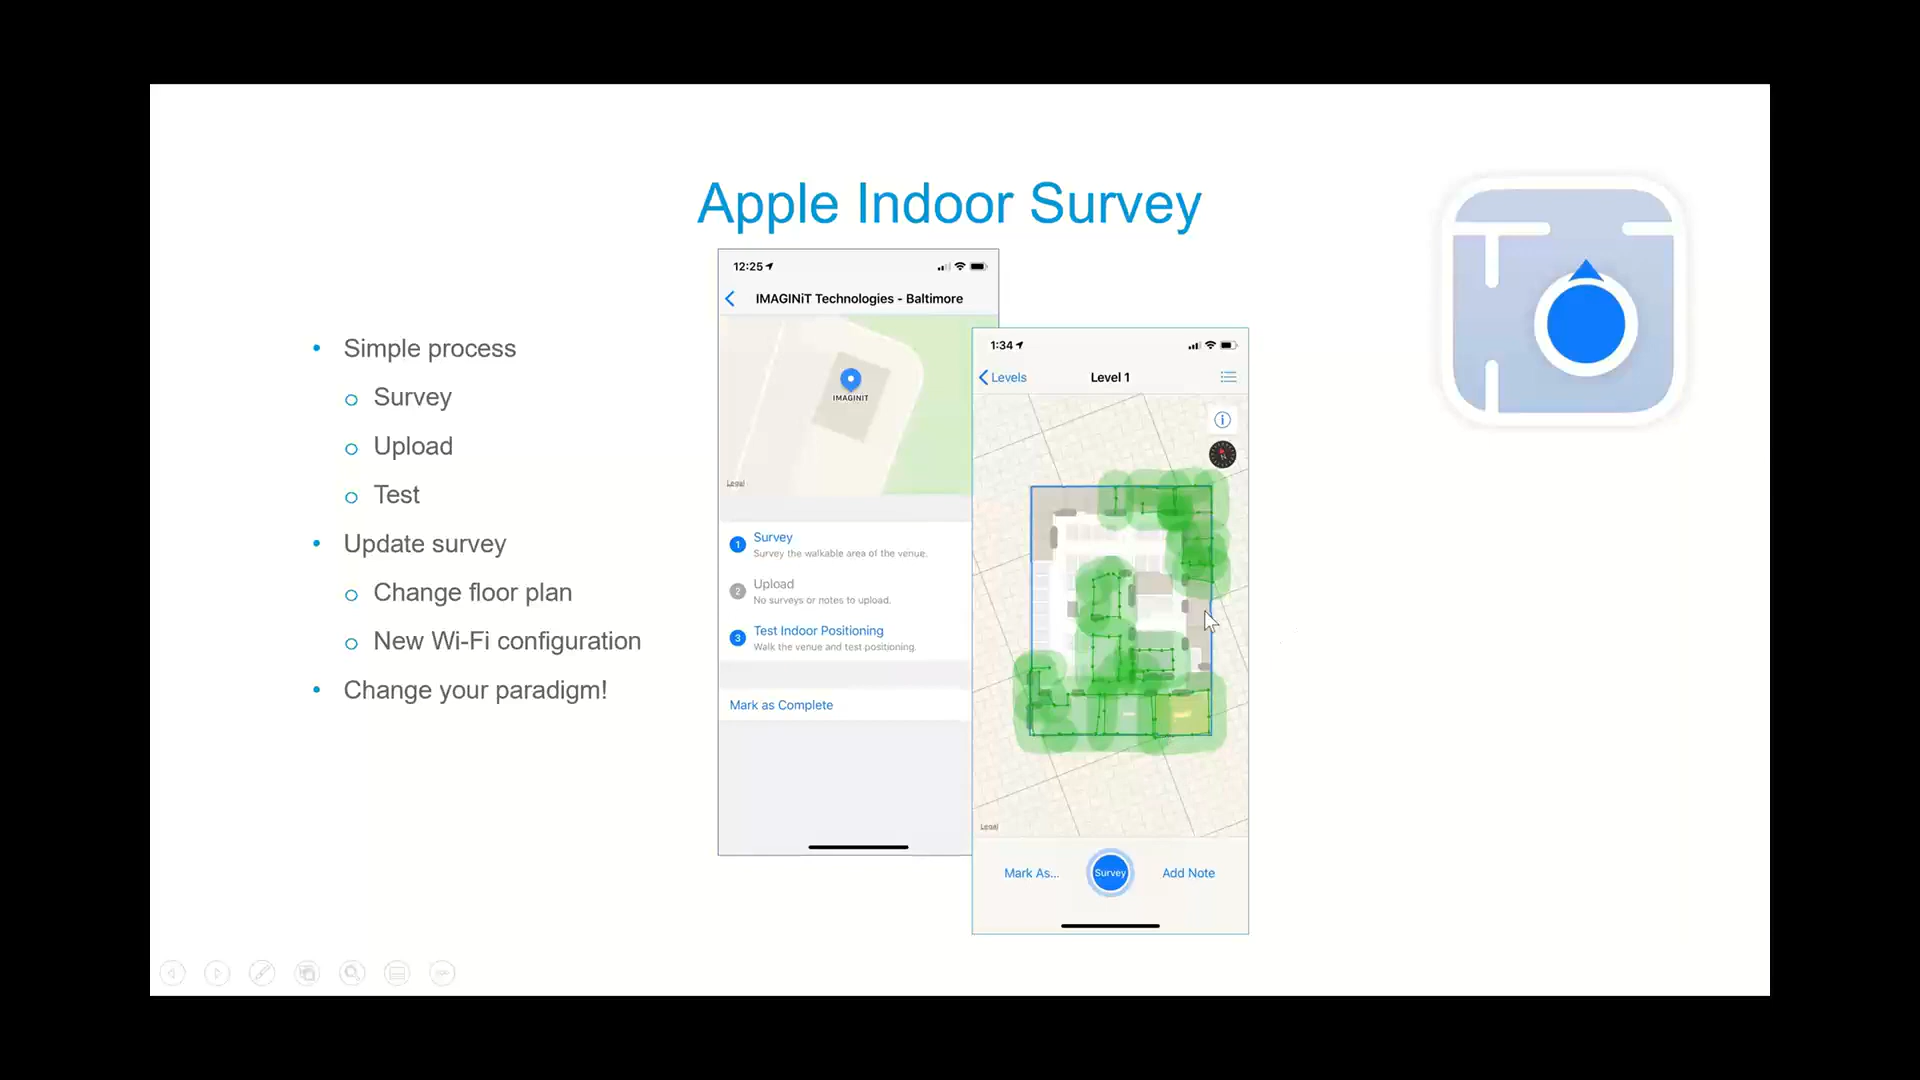 Apple Indoor Survey
• Simple process
o Survey
o Upload
o Test
• Update survey
o Change floor plan
o New Wi-Fi configuration
• Change your paradigm!
12:25
IMAGINiT Technologies - Baltimore
IMAGINIT
Legal
1 Survey
Survey the walkable area of the venue.
2 Upload
No surveys or notes to upload.
3 Test Indoor Positioning
Walk the venue and test positioning.
Mark as Complete
1:34
Levels
Level 1
Legal
Mark As...
Survey
Add Note